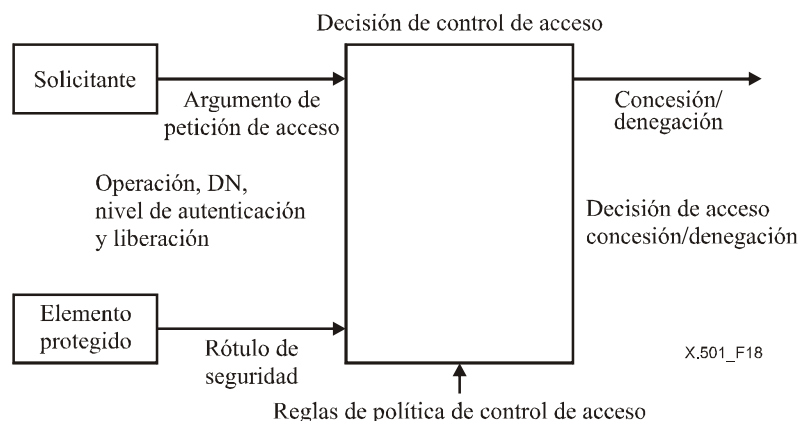 Decisión de control de acceso
Solicitante
Argumento de
petición de acceso
Concesión/
denegación
Operación, DN,
nivel de autenticación
y liberación
Decisión de acceso
concesión/denegación
Elemento
protegido
Rótulo de
seguridad
X.501_F18
Reglas de política de control de acceso